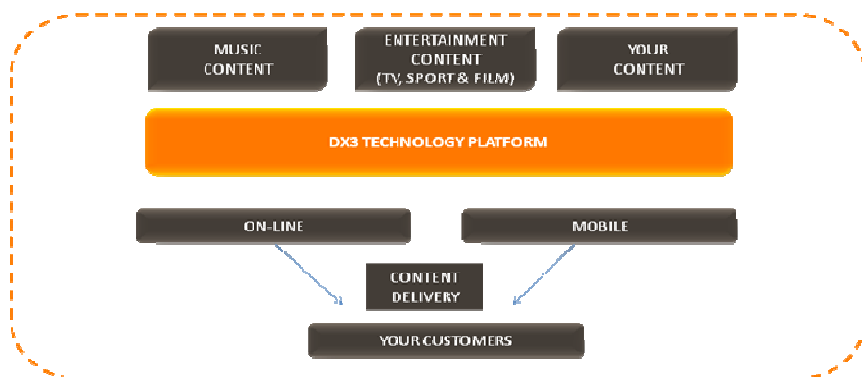 MUSIC
CONTENT
ENTERTAINMENT
CONTENT
(TV, SPORT & FILM)
YOUR
CONTENT
DX3 TECHNOLOGY PLATFORM
ON-LINE
MOBILE
CONTENT
DELIVERY
YOUR CUSTOMERS